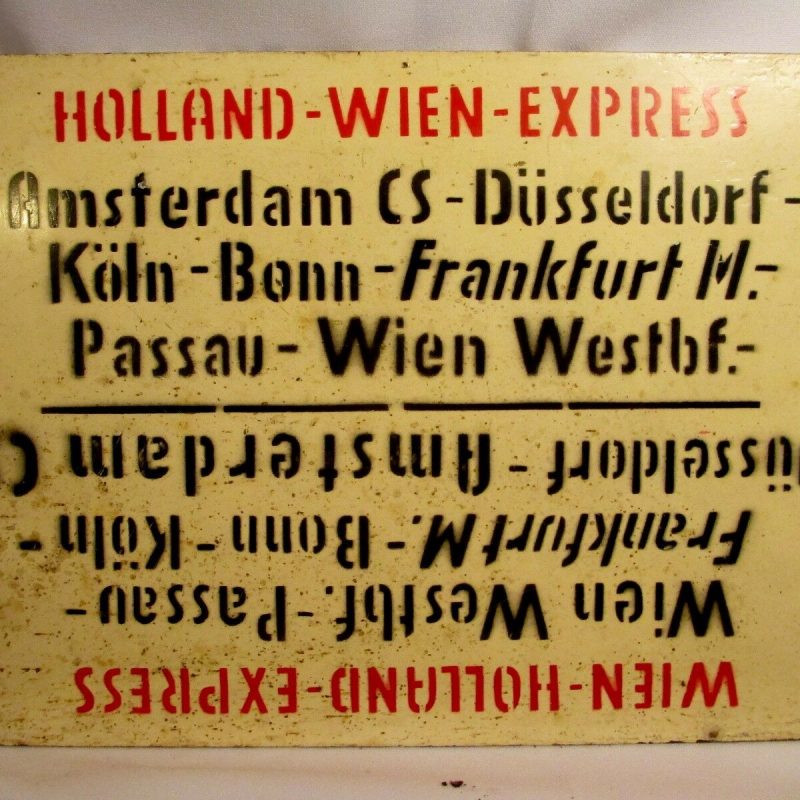 HOLLAND-WIEN-EXPRESS
Amsterdam CS-Düsseldorf-
Köln-Bonn-Frankfurt M.-
Passau-Wien Westbf.-
WIEN-HOLLAND-EXPRESS
Wien Westbf.-Passau-
Frankfurt M.-Bonn-Köln-
üsseldorf-Amsterdam C